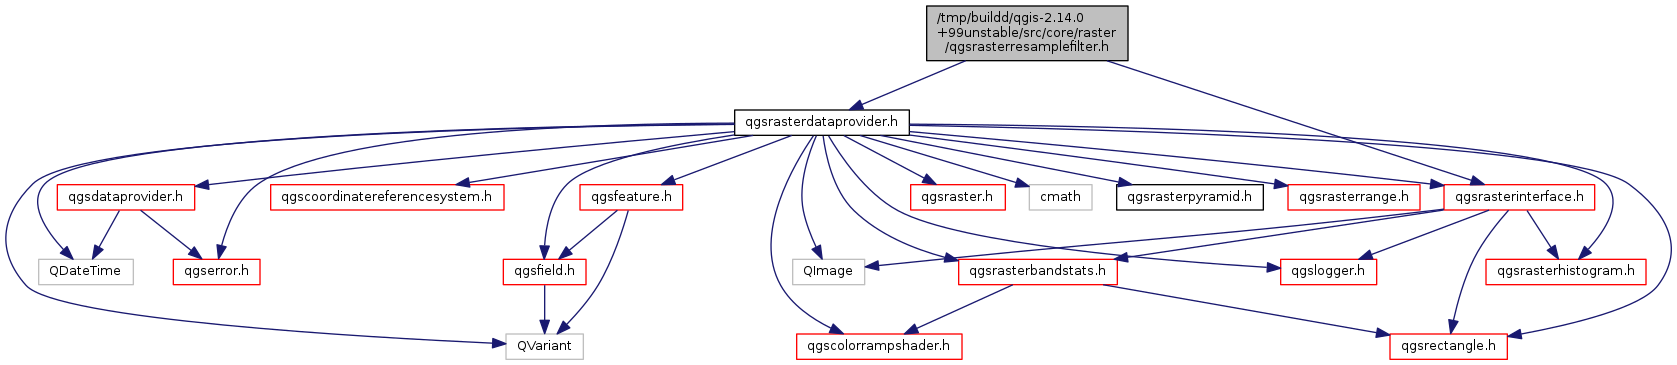 /tmp/buildd/qgis-2.14.0
+99unstable/src/core/raster
/qgsrasterresamplefilter.h
qgsrasterdataprovider.h
qgsdataprovider.h
qgscoordinatereferencesystem.h
qgsfeature.h
qgsraster.h
cmath
qgsrasterpyramid.h
qgsrasterrange.h
qgsrasterinterface.h
QDateTime
qgserror.h
qgsfield.h
QImage
qgsrasterbandstats.h
qgslogger.h
qgsrasterhistogram.h
QVariant
qgscolorrampshader.h
qgsrectangle.h